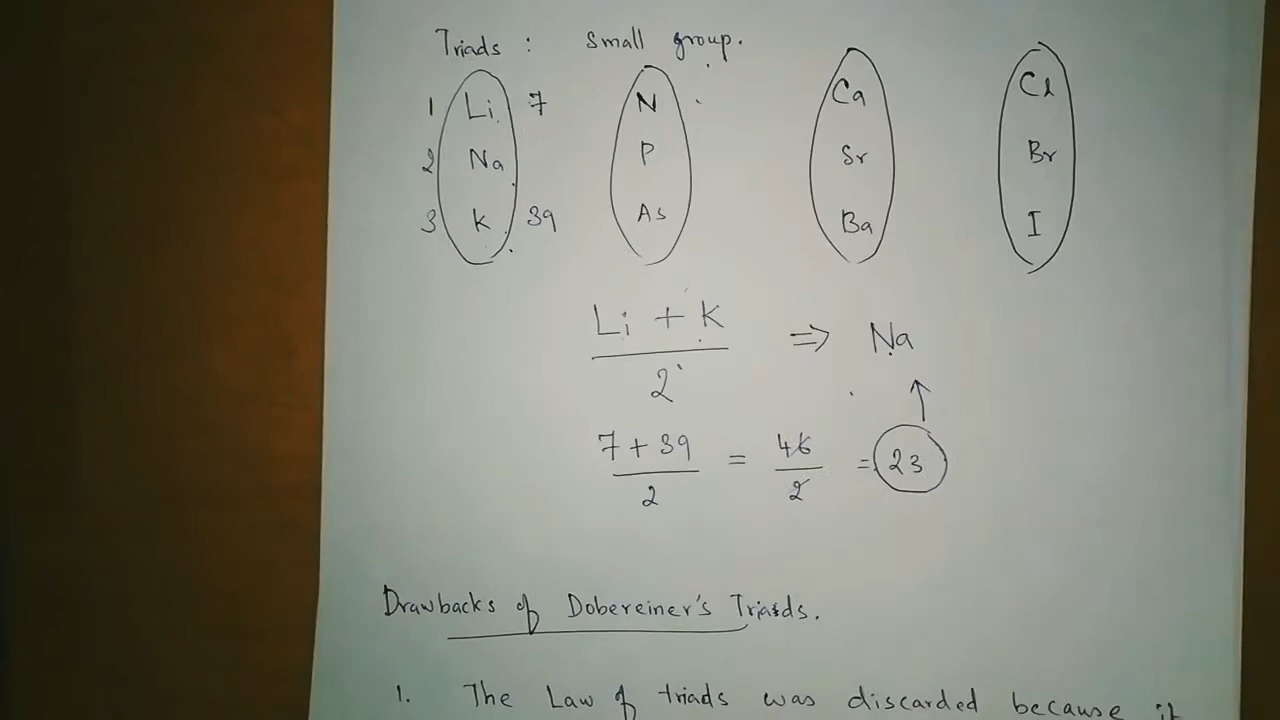 Triads : Small group.
1 Li 7 N Ca Cl
2 Na P Sr Br
3 K 39 As Ba I
Li + K
2
⇒ Na
7 + 39
2
= 46
2
= 23
Drawbacks of Dobereiner's Triads.
1. The Law of triads was discarded because it